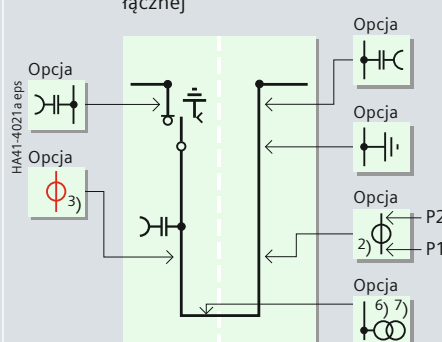 łącznej
Opcja
Opcja
HA41-4021a eps
Opcja
Opcja
3)
Opcja
2)
P2
P1
Opcja
6) 7)